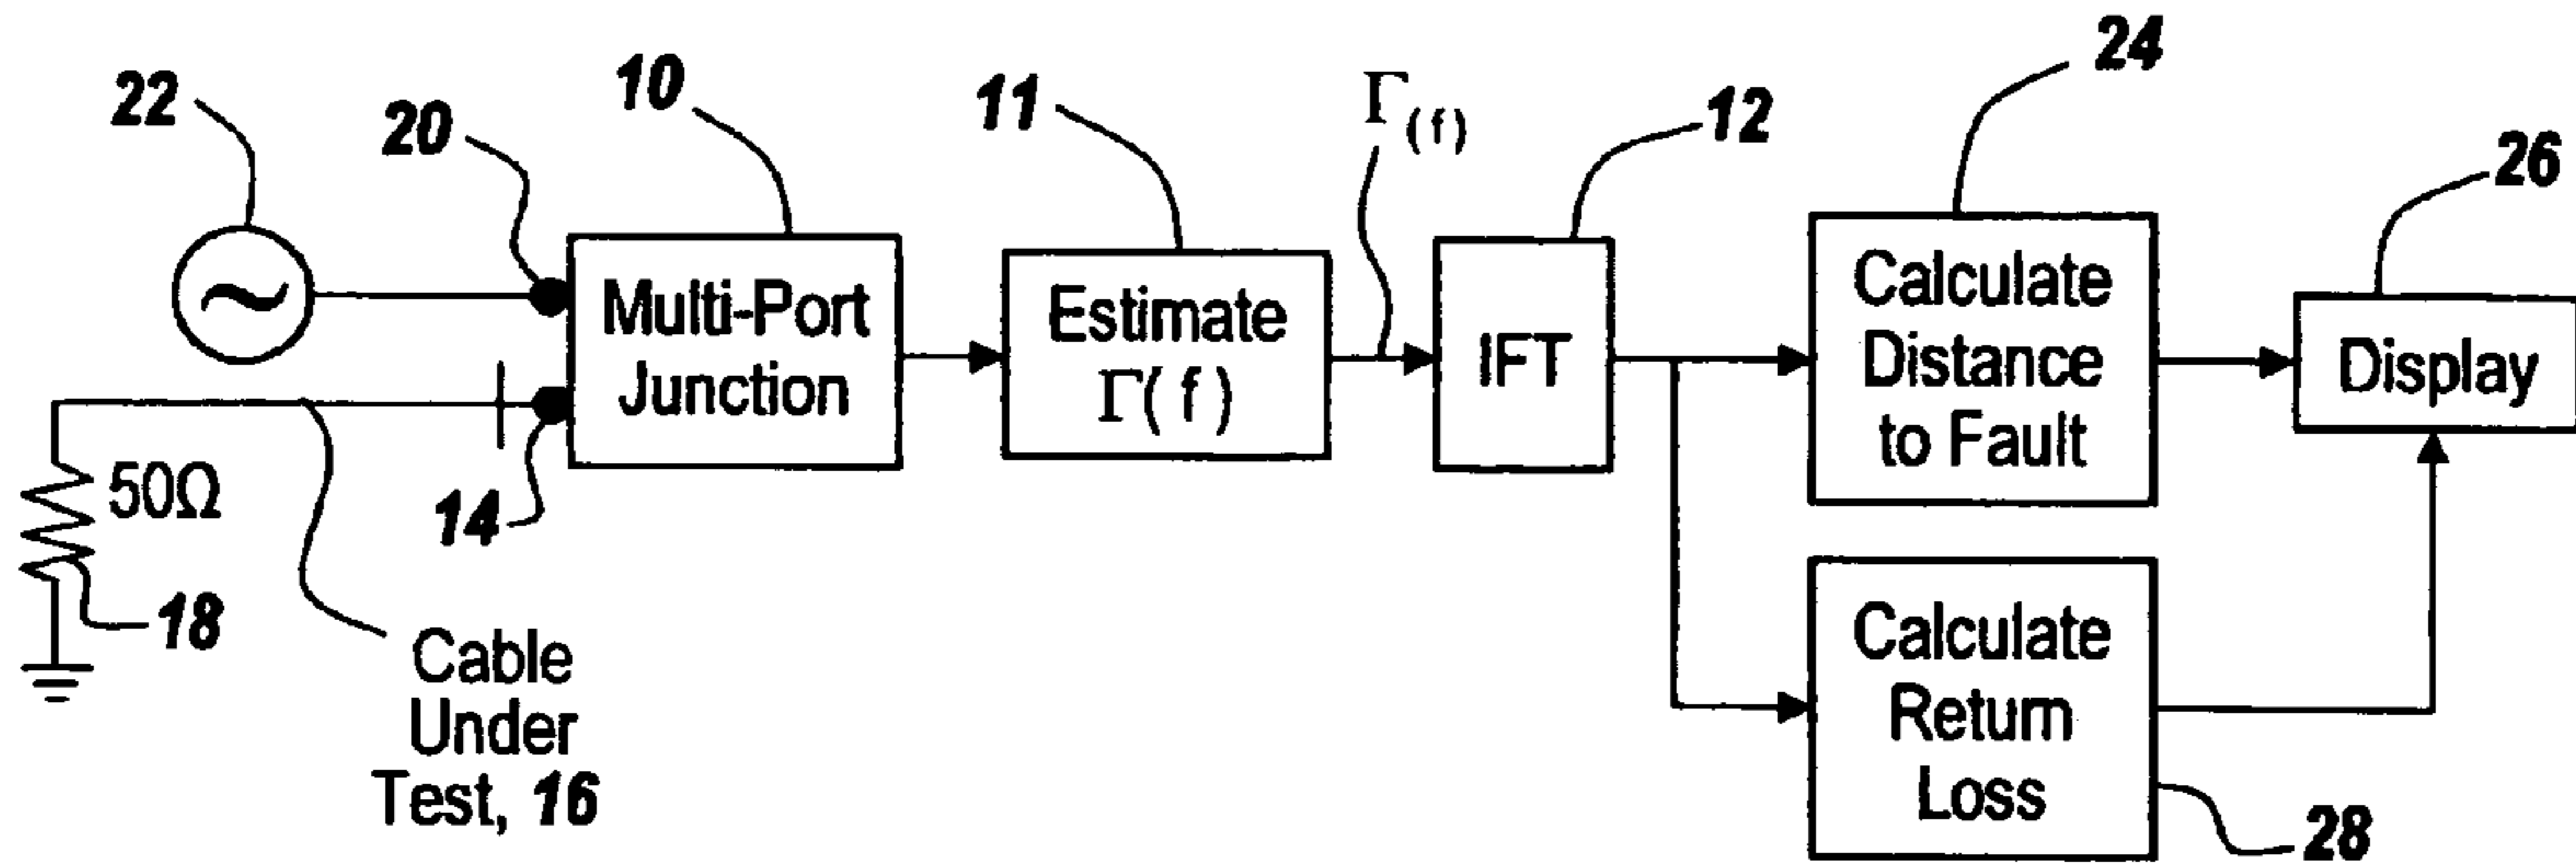 22
20
10
11
Γ(f)
12
24
26
Multi-Port
Junction
Estimate
Γ(f)
IFT
Calculate
Distance
to Fault
Display
50Ω
14
18
Cable
Under
Test, 16
Calculate
Return
Loss
28